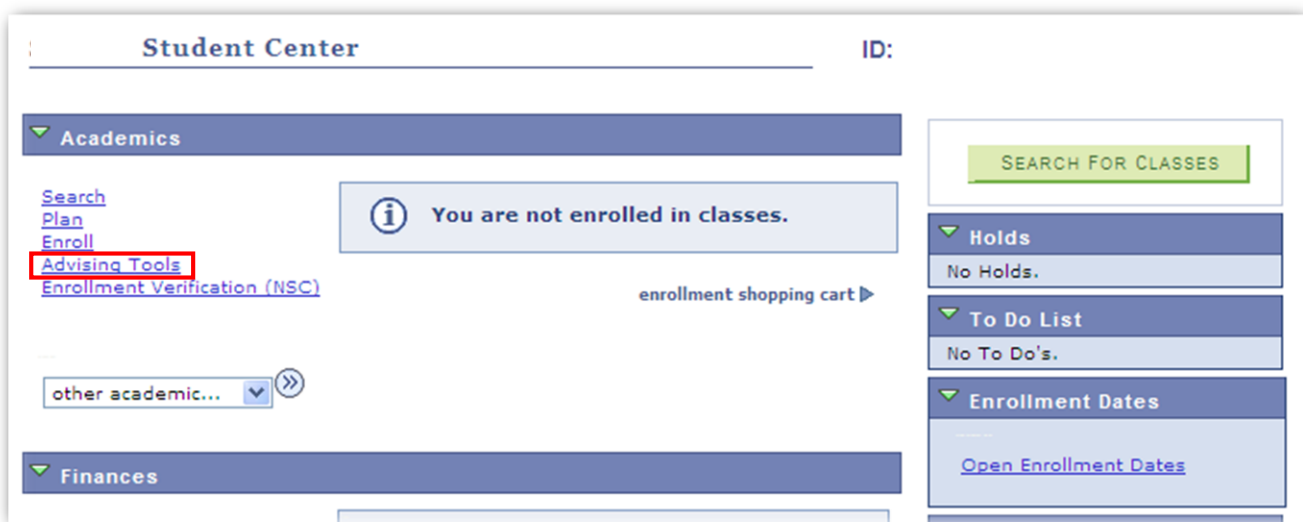 Student Center
ID:
Academics
Search
Plan
Enroll
Advising Tools
Enrollment Verification (NSC)
You are not enrolled in classes.
enrollment shopping cart
other academic...
Finances
SEARCH FOR CLASSES
Holds
No Holds.
To Do List
No To Do's.
Enrollment Dates
Open Enrollment Dates